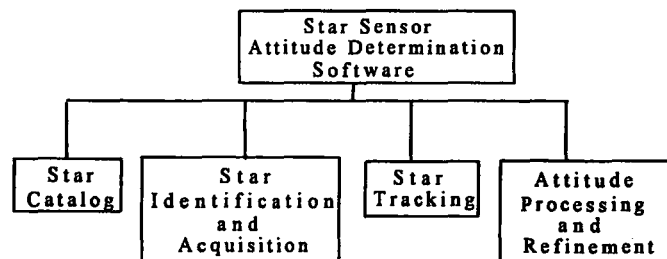 Star Sensor
Attitude Determination
Software
Star
Catalog
Star
Identification
and
Acquisition
Star
Tracking
Attitude
Processing
and
Refinement